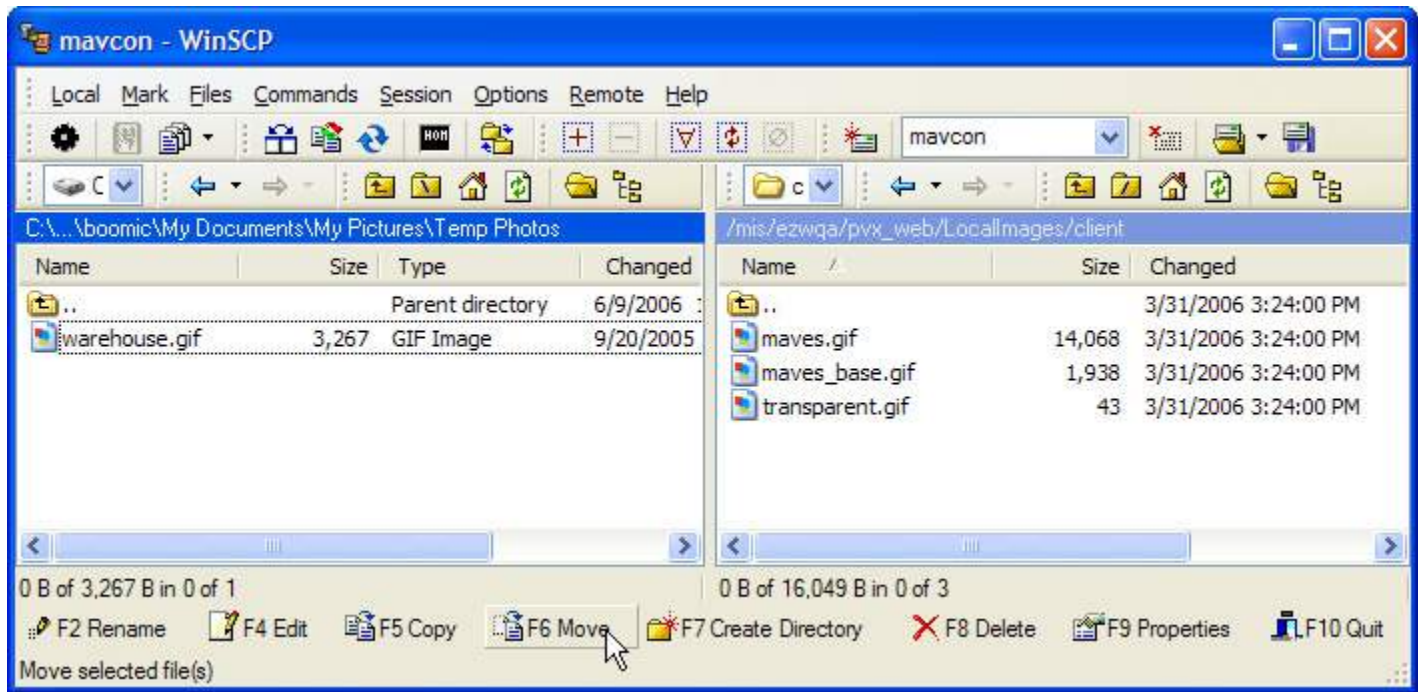 mavcon - WinSCP
Local Mark Files Commands Session Options Remote Help
mavcon
C c
C:\...\boomic\My Documents\My Pictures\Temp Photos /mis/ezwqa/pvx_web/LocalImages/client
Name Size Type Changed Name Size Changed
.. Parent directory 6/9/2006 .. 3/31/2006 3:24:00 PM
warehouse.gif 3,267 GIF Image 9/20/2005 maves.gif 14,068 3/31/2006 3:24:00 PM
maves_base.gif 1,938 3/31/2006 3:24:00 PM
transparent.gif 43 3/31/2006 3:24:00 PM
0 B of 3,267 B in 0 of 1 0 B of 16,049 B in 0 of 3
F2 Rename F4 Edit F5 Copy F6 Move F7 Create Directory F8 Delete F9 Properties F10 Quit
Move selected file(s)